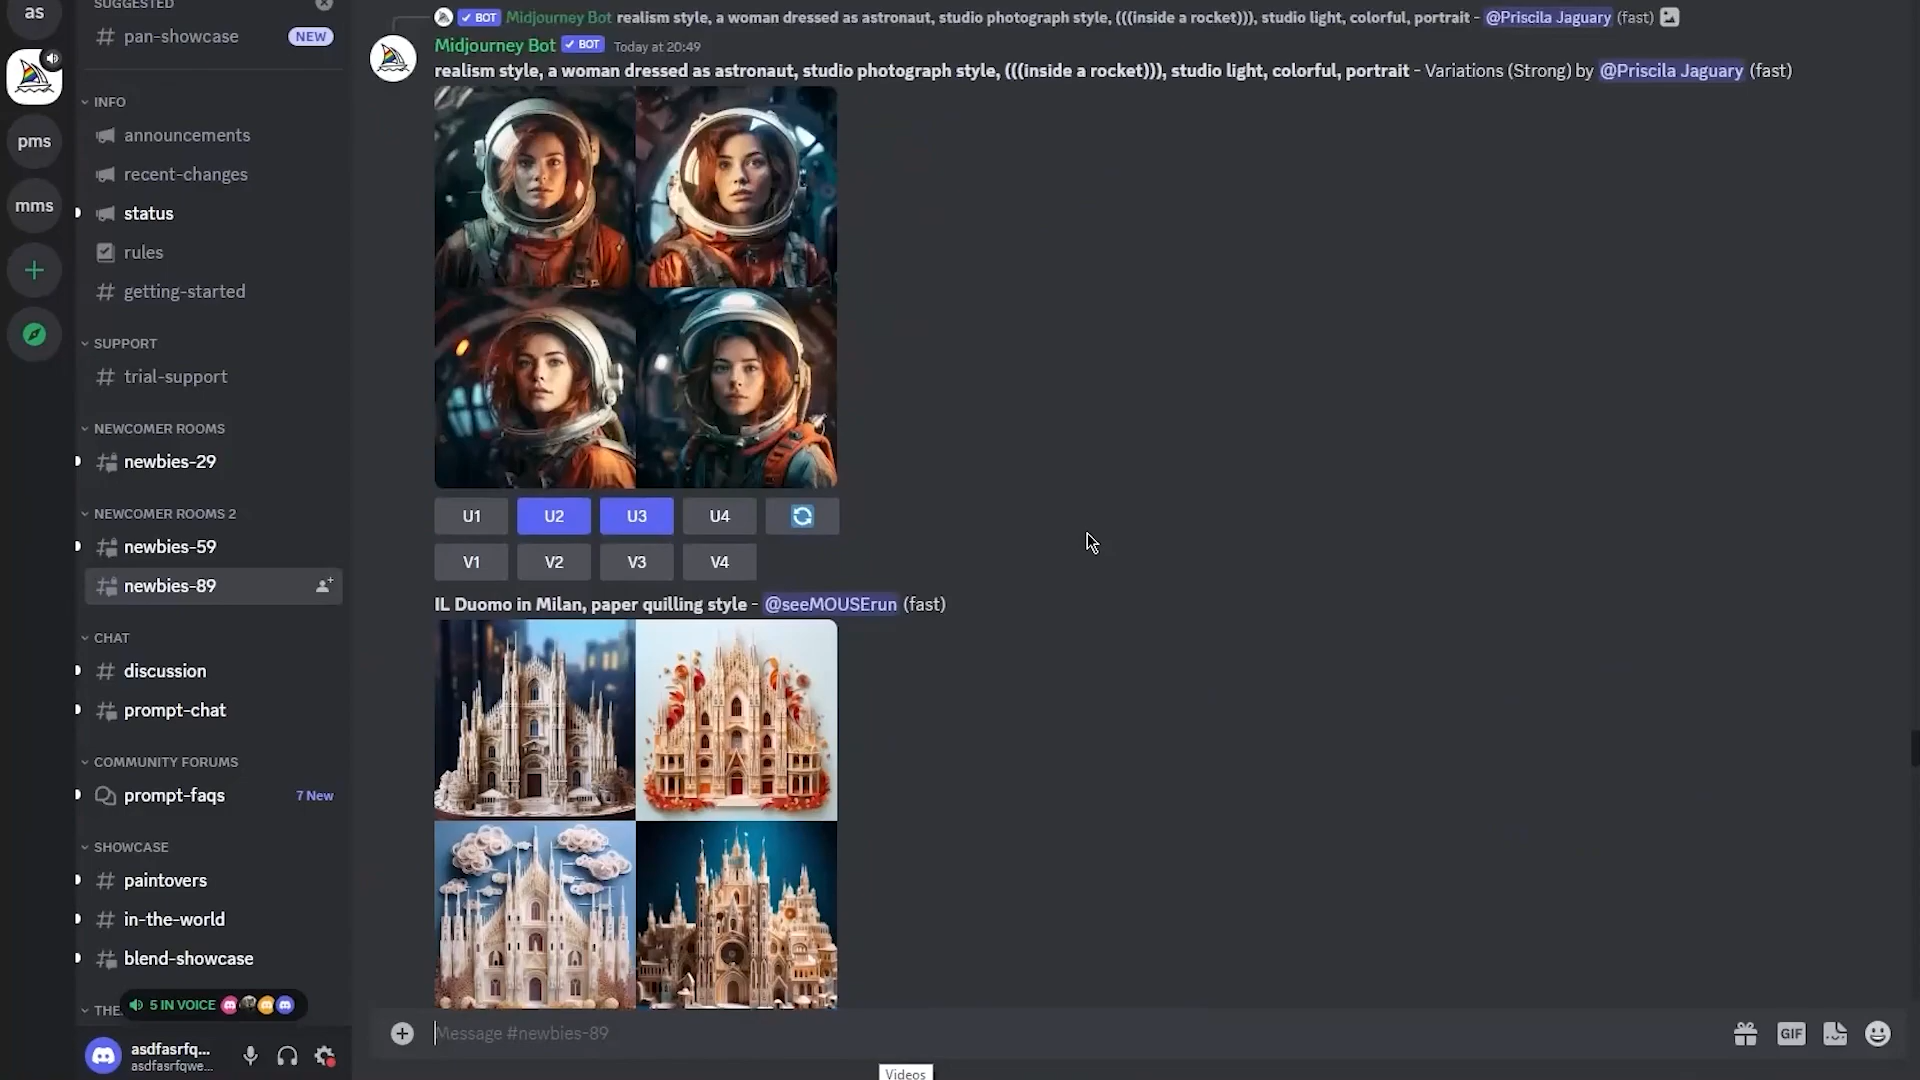 as
pms
mms
SUGGESTED
pan-showcase NEW
INFO
announcements
recent-changes
status
rules
getting-started
SUPPORT
trial-support
NEWCOMER ROOMS
newbies-29
NEWCOMER ROOMS 2
newbies-59
newbies-89
CHAT
discussion
prompt-chat
COMMUNITY FORUMS
prompt-faqs 7 New
SHOWCASE
paintovers
in-the-world
blend-showcase
THE
5 IN VOICE
asdfasrfq...
asdfasrfqwe...
BOT Midjourney Bot realism style, a woman dressed as astronaut, studio photograph style, (((inside a rocket))), studio light, colorful, portrait - @Priscila Jaguary (fast)
Midjourney Bot BOT Today at 20:49
realism style, a woman dressed as astronaut, studio photograph style, (((inside a rocket))), studio light, colorful, portrait - Variations (Strong) by @Priscila Jaguary (fast)
U1 U2 U3 U4
V1 V2 V3 V4
IL Duomo in Milan, paper quilling style - @seeMOUSErun (fast)
Message #newbies-89
GIF
Videos